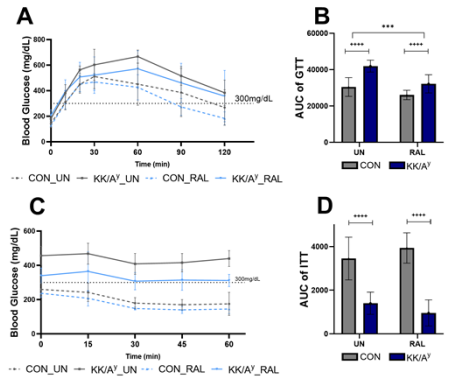 A
Blood Glucose (mg/dL)
800
600
400
200
0
300mg/dL
0 10 20 30 60 90 120
Time (min)
CON_UN KK/Aʸ_UN CON_RAL KK/Aʸ_RAL
B
AUC of GTT
60000
40000
20000
0
***
**** ****
UN RAL
CON KK/Aʸ
C
Blood Glucose (mg/dL)
600
400
200
0
300mg/dL
0 15 30 45 60
Time (min)
CON_UN KK/Aʸ_UN CON_RAL KK/Aʸ_RAL
D
AUC of ITT
4000
2000
0
**** ****
UN RAL
CON KK/Aʸ